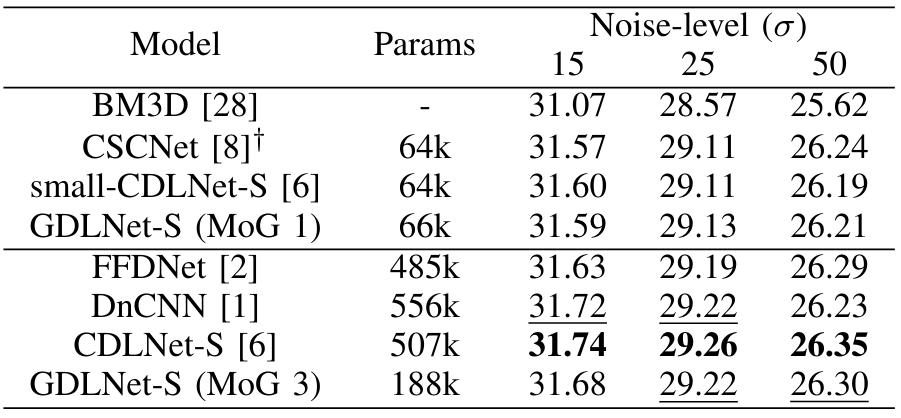 Model Params Noise-level (σ)
15 25 50
BM3D [28] - 31.07 28.57 25.62
CSCNet [8]† 64k 31.57 29.11 26.24
small-CDLNet-S [6] 64k 31.60 29.11 26.19
GDLNet-S (MoG 1) 66k 31.59 29.13 26.21
FFDNet [2] 485k 31.63 29.19 26.29
DnCNN [1] 556k 31.72 29.22 26.23
CDLNet-S [6] 507k 31.74 29.26 26.35
GDLNet-S (MoG 3) 188k 31.68 29.22 26.30